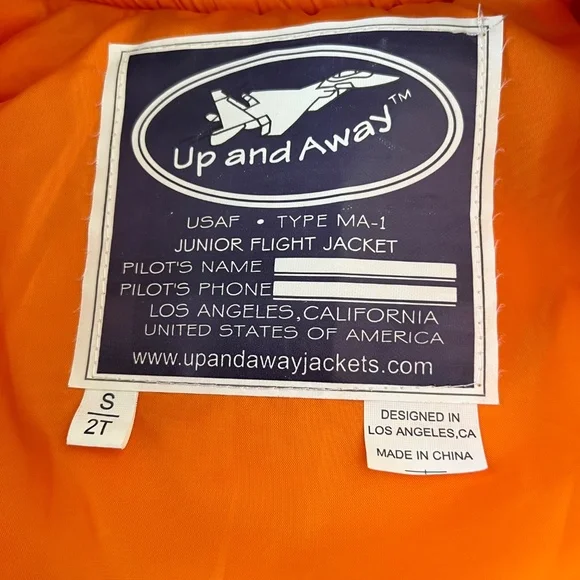 Up and Away™
USAF • TYPE MA-1
JUNIOR FLIGHT JACKET
PILOT'S NAME
PILOT'S PHONE
LOS ANGELES, CALIFORNIA
UNITED STATES OF AMERICA
www.upandawayjackets.com
S
2T
DESIGNED IN
LOS ANGELES,CA
MADE IN CHINA